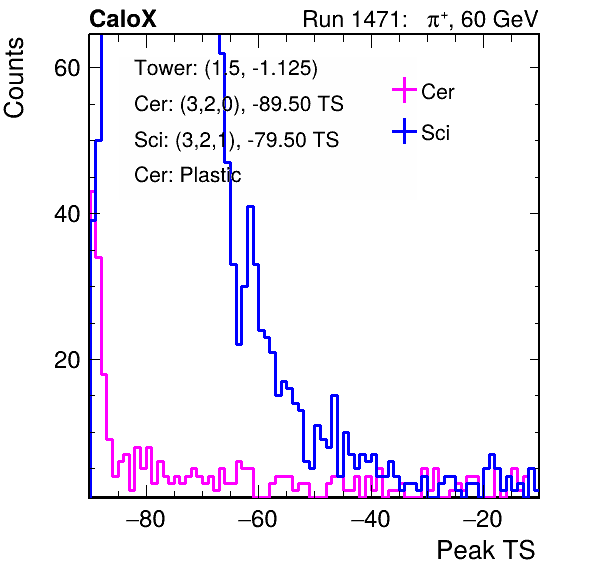 CaloX Run 1471: π⁺, 60 GeV
Counts
60
40
20
Tower: (1.5, -1.125)
Cer: (3,2,0), -89.50 TS
Sci: (3,2,1), -79.50 TS
Cer: Plastic
Cer
Sci
−80 −60 −40 −20
Peak TS